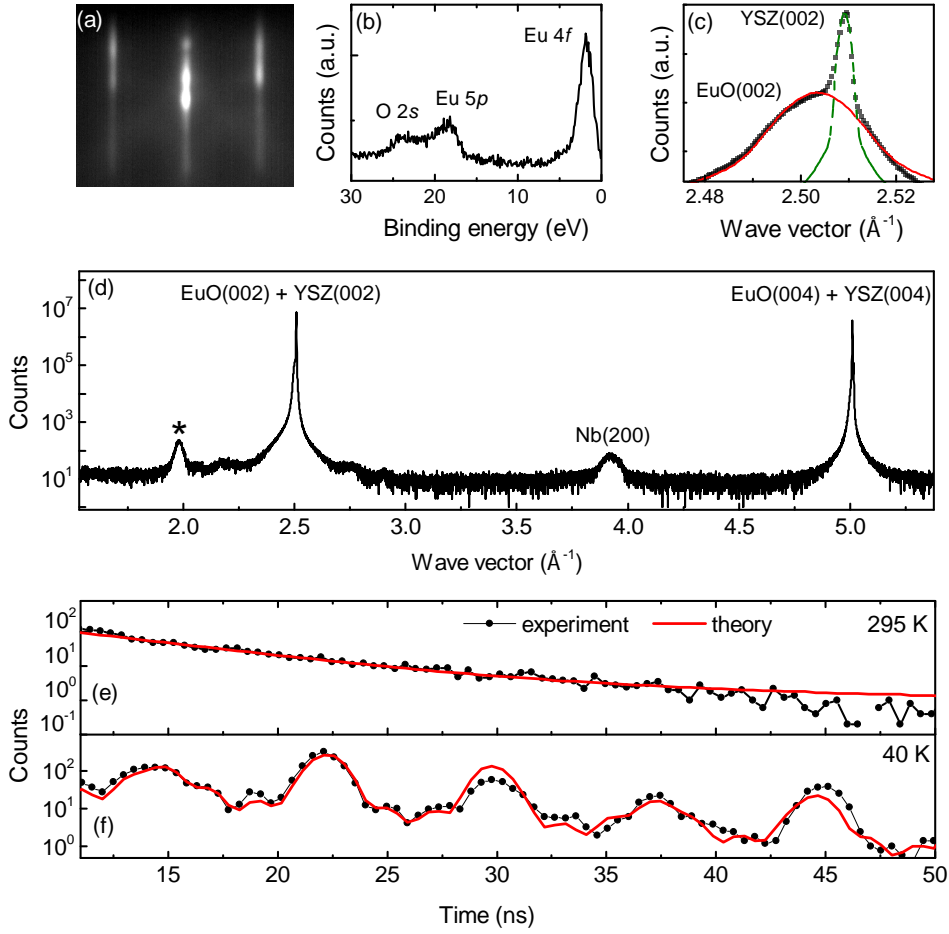 (a)
(b)
Eu 4f
O 2s
Eu 5p
Counts (a.u.)
30 20 10 0
Binding energy (eV)
(c)
YSZ(002)
EuO(002)
Counts (a.u.)
2.48 2.50 2.52
Wave vector (Å⁻¹)
(d)
EuO(002) + YSZ(002)
EuO(004) + YSZ(004)
*
Nb(200)
10⁷
10⁵
10³
10¹
Counts
2.0 2.5 3.0 3.5 4.0 4.5 5.0
Wave vector (Å⁻¹)
10²
10¹
10⁰
10⁻¹
experiment theory 295 K
(e)
Counts
10²
10¹
10⁰
40 K
(f)
15 20 25 30 35 40 45 50
Time (ns)